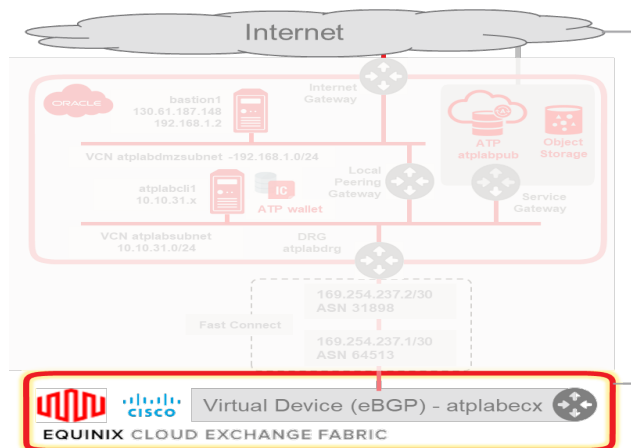 Internet
ORACLE
bastion1
130.61.187.148
192.168.1.2
Internet
Gateway
VCN atplabdmzsubnet -192.168.1.0/24
ATP
atplabpub
Object
Storage
atplabcli1
10.10.31.x
IC
ATP wallet
Local
Peering
Gateway
Service
Gateway
VCN atplabsubnet
10.10.31.0/24
DRG
atplabdrg
169.254.237.2/30
ASN 31898
Fast Connect
169.254.237.1/30
ASN 64513
cisco
Virtual Device (eBGP) - atplabecx
EQUINIX CLOUD EXCHANGE FABRIC